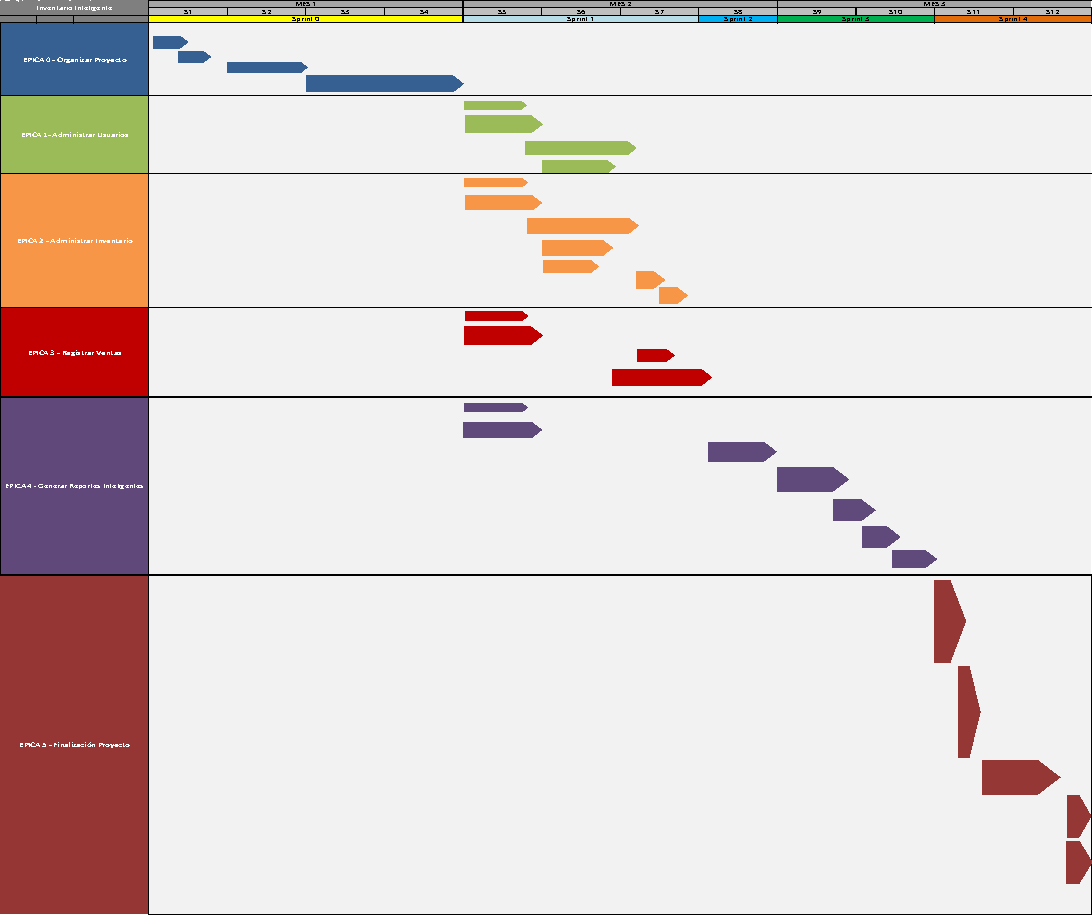 Inventario Inteligente
MES 1 MES 2 MES 3
S1 S2 S3 S4 S5 S6 S7 S8 S9 S10 S11 S12
Sprint 0 Sprint 1 Sprint 2 Sprint 3 Sprint 4
EPICA 0 - Organizar Proyecto
EPICA 1 - Administrar Usuarios
EPICA 2 - Administrar Inventario
EPICA 3 - Registrar Ventas
EPICA 4 - Generar Reportes Inteligentes
EPICA 5 - Finalización Proyecto